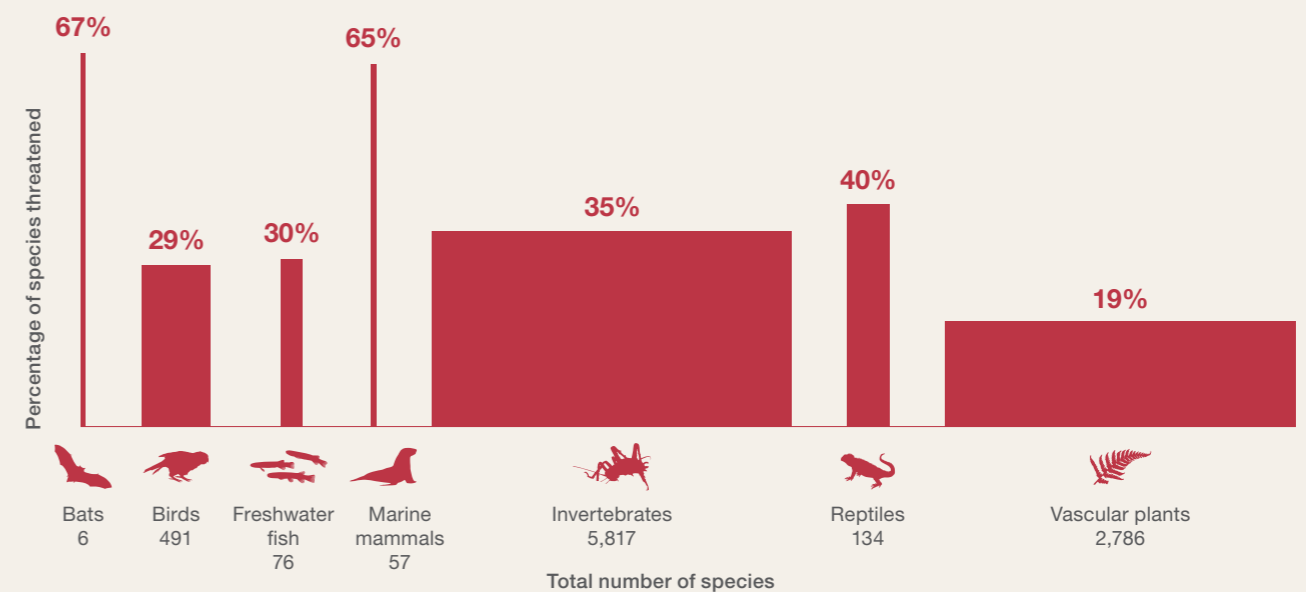 67%
65%
40%
35%
30%
29%
19%
Percentage of species threatened
Bats
6
Birds
491
Freshwater
fish
76
Marine
mammals
57
Invertebrates
5,817
Reptiles
134
Vascular plants
2,786
Total number of species